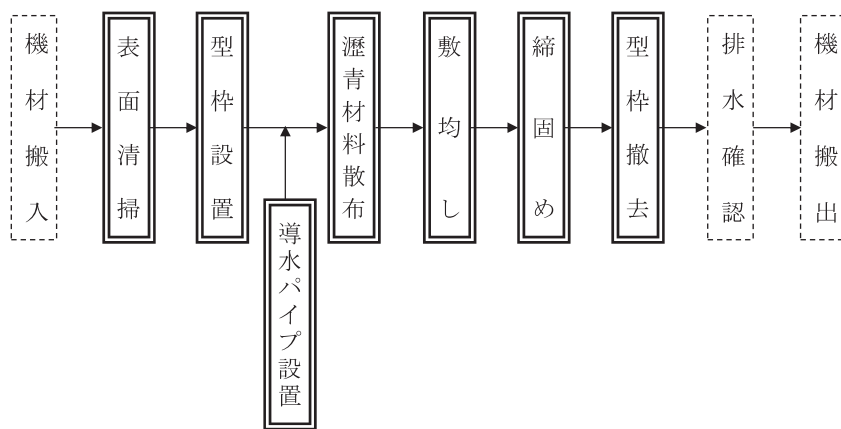 機材搬入
表面清掃
型枠設置
導水パイプ設置
瀝青材料散布
敷均し
締固め
型枠撤去
排水確認
機材搬出